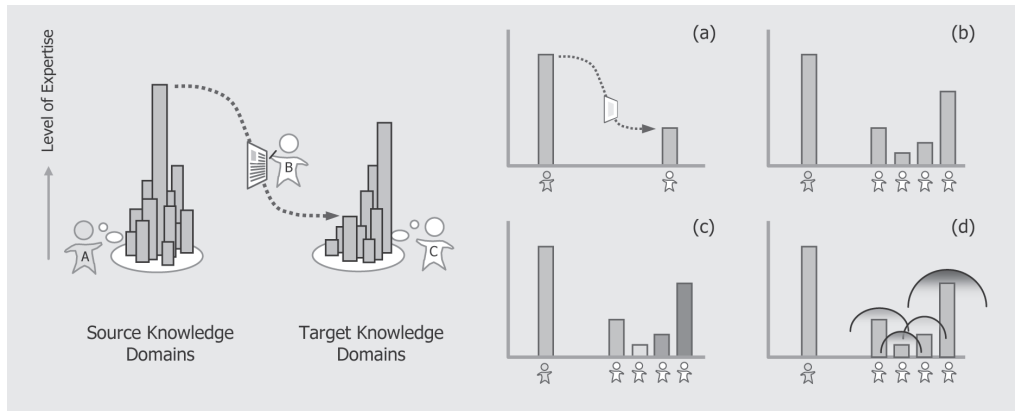 Level of Expertise
A
B
C
Source Knowledge
Domains
Target Knowledge
Domains
(a)
(b)
(c)
(d)